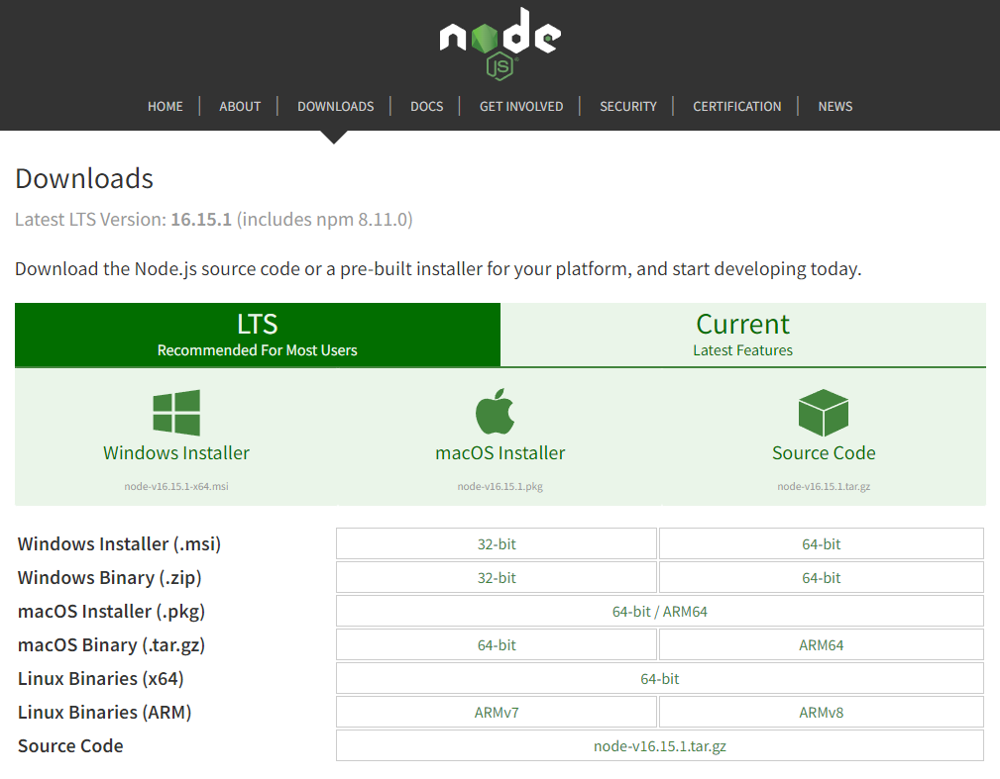 node
JS
HOME ABOUT DOWNLOADS DOCS GET INVOLVED SECURITY CERTIFICATION NEWS
Downloads
Latest LTS Version: 16.15.1 (includes npm 8.11.0)
Download the Node.js source code or a pre-built installer for your platform, and start developing today.
LTS
Recommended For Most Users
Current
Latest Features
Windows Installer
node-v16.15.1-x64.msi
macOS Installer
node-v16.15.1.pkg
Source Code
node-v16.15.1.tar.gz
Windows Installer (.msi) 32-bit 64-bit
Windows Binary (.zip) 32-bit 64-bit
macOS Installer (.pkg) 64-bit / ARM64
macOS Binary (.tar.gz) 64-bit ARM64
Linux Binaries (x64) 64-bit
Linux Binaries (ARM) ARMv7 ARMv8
Source Code node-v16.15.1.tar.gz